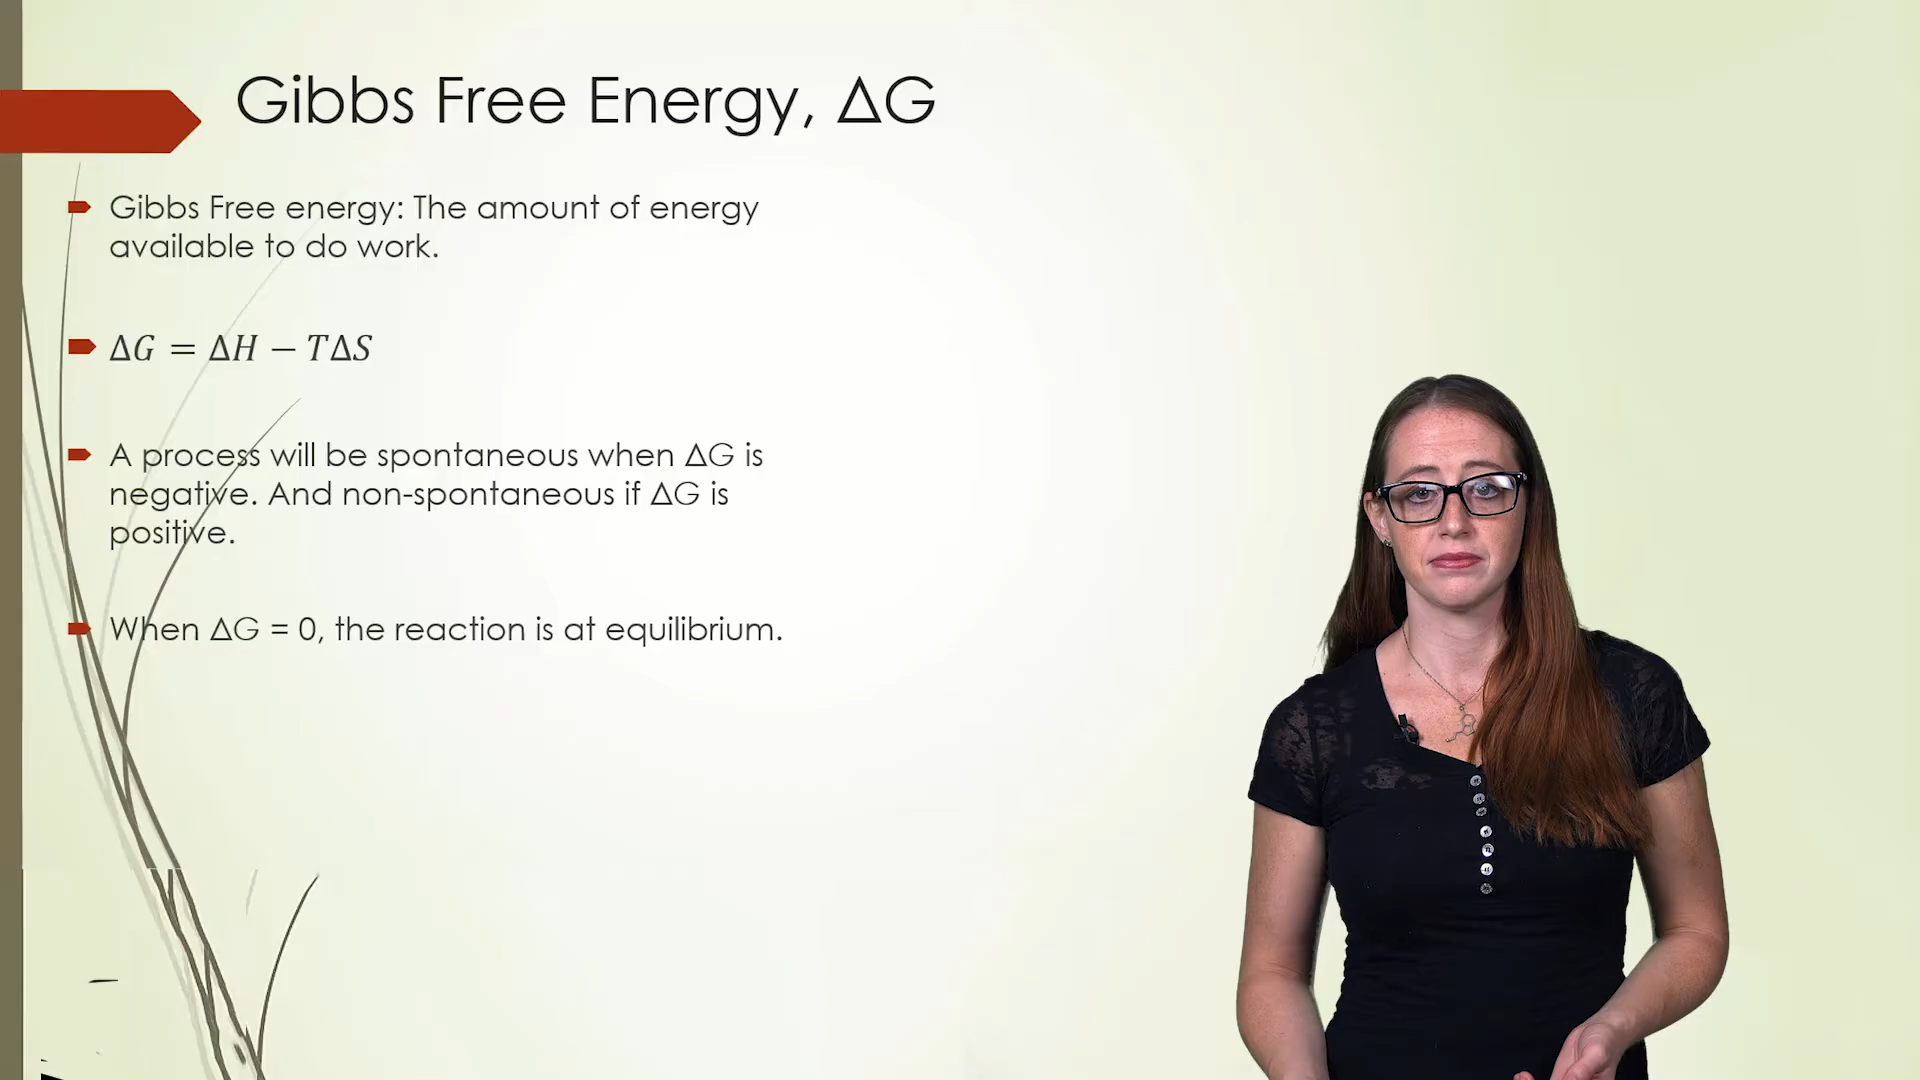 Gibbs Free Energy, ΔG
Gibbs Free energy: The amount of energy
available to do work.
ΔG = ΔH − TΔS
A process will be spontaneous when ΔG is
negative. And non-spontaneous if ΔG is
positive.
When ΔG = 0, the reaction is at equilibrium.